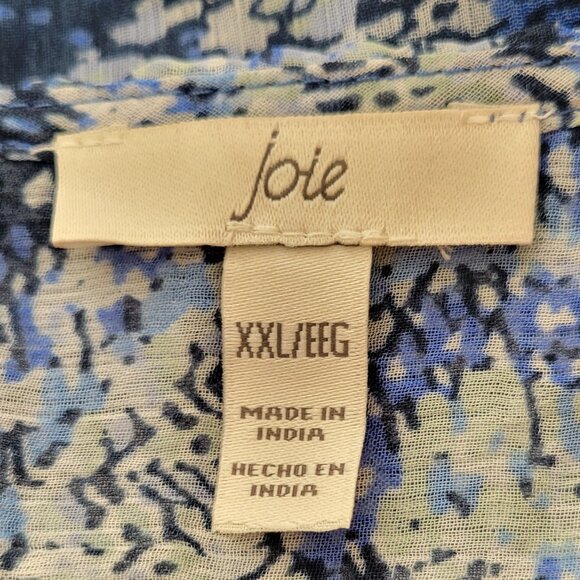 joie
XXL/EEG
MADE IN
INDIA
HECHO EN
INDIA